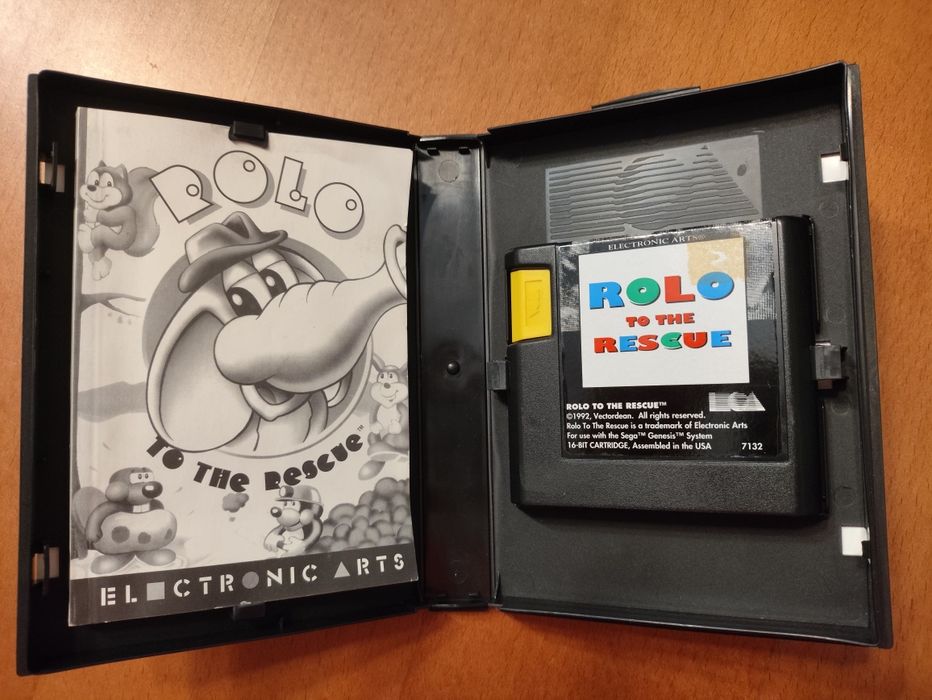 ROLO
TO THE RESCUE™
ELECTRONIC ARTS
ELECTRONIC ARTS®
ROLO
TO THE
RESCUE
EA
ROLO TO THE RESCUE™
©1992, Vectordean. All rights reserved.
Rolo To The Rescue is a trademark of Electronic Arts
For use with the Sega™ Genesis™ System
16-BIT CARTRIDGE, Assembled in the USA 7132